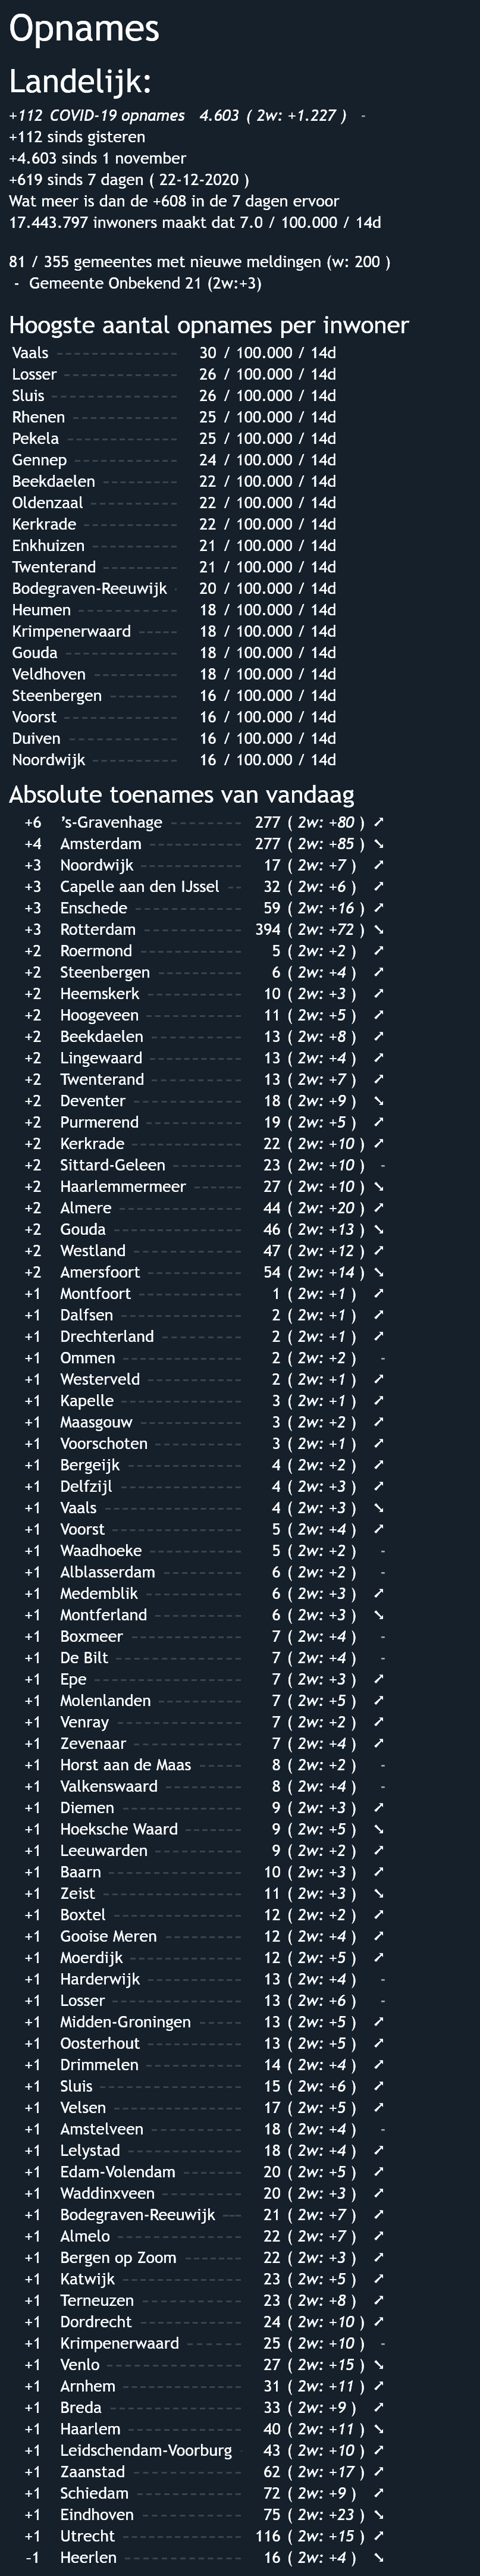 Opnames
Landelijk:
+112 COVID-19 opnames 4.603 ( 2w: +1.227 ) -
+112 sinds gisteren
+4.603 sinds 1 november
+619 sinds 7 dagen ( 22-12-2020 )
Wat meer is dan de +608 in de 7 dagen ervoor
17.443.797 inwoners maakt dat 7.0 / 100.000 / 14d
81 / 355 gemeentes met nieuwe meldingen (w: 200 )
- Gemeente Onbekend 21 (2w:+3)
Hoogste aantal opnames per inwoner
Vaals 30 / 100.000 / 14d
Losser 26 / 100.000 / 14d
Sluis 26 / 100.000 / 14d
Rhenen 25 / 100.000 / 14d
Pekela 25 / 100.000 / 14d
Gennep 24 / 100.000 / 14d
Beekdaelen 22 / 100.000 / 14d
Oldenzaal 22 / 100.000 / 14d
Kerkrade 22 / 100.000 / 14d
Enkhuizen 21 / 100.000 / 14d
Twenterand 21 / 100.000 / 14d
Bodegraven-Reeuwijk 20 / 100.000 / 14d
Heumen 18 / 100.000 / 14d
Krimpenerwaard 18 / 100.000 / 14d
Gouda 18 / 100.000 / 14d
Veldhoven 18 / 100.000 / 14d
Steenbergen 16 / 100.000 / 14d
Voorst 16 / 100.000 / 14d
Duiven 16 / 100.000 / 14d
Noordwijk 16 / 100.000 / 14d
Absolute toenames van vandaag
+6 's-Gravenhage 277 ( 2w: +80 ) ➚
+4 Amsterdam 277 ( 2w: +85 ) ➘
+3 Noordwijk 17 ( 2w: +7 ) ➚
+3 Capelle aan den IJssel 32 ( 2w: +6 ) ➚
+3 Enschede 59 ( 2w: +16 ) ➚
+3 Rotterdam 394 ( 2w: +72 ) ➘
+2 Roermond 5 ( 2w: +2 ) ➚
+2 Steenbergen 6 ( 2w: +4 ) ➚
+2 Heemskerk 10 ( 2w: +3 ) ➚
+2 Hoogeveen 11 ( 2w: +5 ) ➚
+2 Beekdaelen 13 ( 2w: +8 ) ➚
+2 Lingewaard 13 ( 2w: +4 ) ➚
+2 Twenterand 13 ( 2w: +7 ) ➚
+2 Deventer 18 ( 2w: +9 ) ➘
+2 Purmerend 19 ( 2w: +5 ) ➚
+2 Kerkrade 22 ( 2w: +10 ) ➚
+2 Sittard-Geleen 23 ( 2w: +10 ) -
+2 Haarlemmermeer 27 ( 2w: +10 ) ➘
+2 Almere 44 ( 2w: +20 ) ➚
+2 Gouda 46 ( 2w: +13 ) ➘
+2 Westland 47 ( 2w: +12 ) ➚
+2 Amersfoort 54 ( 2w: +14 ) ➘
+1 Montfoort 1 ( 2w: +1 ) ➚
+1 Dalfsen 2 ( 2w: +1 ) ➚
+1 Drechterland 2 ( 2w: +1 ) ➚
+1 Ommen 2 ( 2w: +2 ) -
+1 Westerveld 2 ( 2w: +1 ) ➚
+1 Kapelle 3 ( 2w: +1 ) ➚
+1 Maasgouw 3 ( 2w: +2 ) ➚
+1 Voorschoten 3 ( 2w: +1 ) ➚
+1 Bergeijk 4 ( 2w: +2 ) ➚
+1 Delfzijl 4 ( 2w: +3 ) ➚
+1 Vaals 4 ( 2w: +3 ) ➘
+1 Voorst 5 ( 2w: +4 ) ➚
+1 Waadhoeke 5 ( 2w: +2 ) -
+1 Alblasserdam 6 ( 2w: +2 ) -
+1 Medemblik 6 ( 2w: +3 ) ➚
+1 Montferland 6 ( 2w: +3 ) ➘
+1 Boxmeer 7 ( 2w: +4 ) -
+1 De Bilt 7 ( 2w: +4 ) -
+1 Epe 7 ( 2w: +3 ) ➚
+1 Molenlanden 7 ( 2w: +5 ) ➚
+1 Venray 7 ( 2w: +2 ) ➚
+1 Zevenaar 7 ( 2w: +4 ) ➚
+1 Horst aan de Maas 8 ( 2w: +2 ) -
+1 Valkenswaard 8 ( 2w: +4 ) -
+1 Diemen 9 ( 2w: +3 ) ➚
+1 Hoeksche Waard 9 ( 2w: +5 ) ➘
+1 Leeuwarden 9 ( 2w: +2 ) ➚
+1 Baarn 10 ( 2w: +3 ) ➚
+1 Zeist 11 ( 2w: +3 ) ➘
+1 Boxtel 12 ( 2w: +2 ) ➚
+1 Gooise Meren 12 ( 2w: +4 ) ➚
+1 Moerdijk 12 ( 2w: +5 ) ➚
+1 Harderwijk 13 ( 2w: +4 ) -
+1 Losser 13 ( 2w: +6 ) -
+1 Midden-Groningen 13 ( 2w: +5 ) ➚
+1 Oosterhout 13 ( 2w: +5 ) ➚
+1 Drimmelen 14 ( 2w: +4 ) ➚
+1 Sluis 15 ( 2w: +6 ) ➚
+1 Velsen 17 ( 2w: +5 ) ➚
+1 Amstelveen 18 ( 2w: +4 ) -
+1 Lelystad 18 ( 2w: +4 ) ➚
+1 Edam-Volendam 20 ( 2w: +5 ) ➚
+1 Waddinxveen 20 ( 2w: +3 ) ➚
+1 Bodegraven-Reeuwijk 21 ( 2w: +7 ) ➚
+1 Almelo 22 ( 2w: +7 ) ➚
+1 Bergen op Zoom 22 ( 2w: +3 ) ➚
+1 Katwijk 23 ( 2w: +5 ) ➚
+1 Terneuzen 23 ( 2w: +8 ) ➚
+1 Dordrecht 24 ( 2w: +10 ) ➚
+1 Krimpenerwaard 25 ( 2w: +10 ) -
+1 Venlo 27 ( 2w: +15 ) ➘
+1 Arnhem 31 ( 2w: +11 ) ➚
+1 Breda 33 ( 2w: +9 ) ➚
+1 Haarlem 40 ( 2w: +11 ) ➘
+1 Leidschendam-Voorburg 43 ( 2w: +10 ) ➚
+1 Zaanstad 62 ( 2w: +17 ) ➚
+1 Schiedam 72 ( 2w: +9 ) ➚
+1 Eindhoven 75 ( 2w: +23 ) ➘
+1 Utrecht 116 ( 2w: +15 ) ➚
-1 Heerlen 16 ( 2w: +4 ) ➘